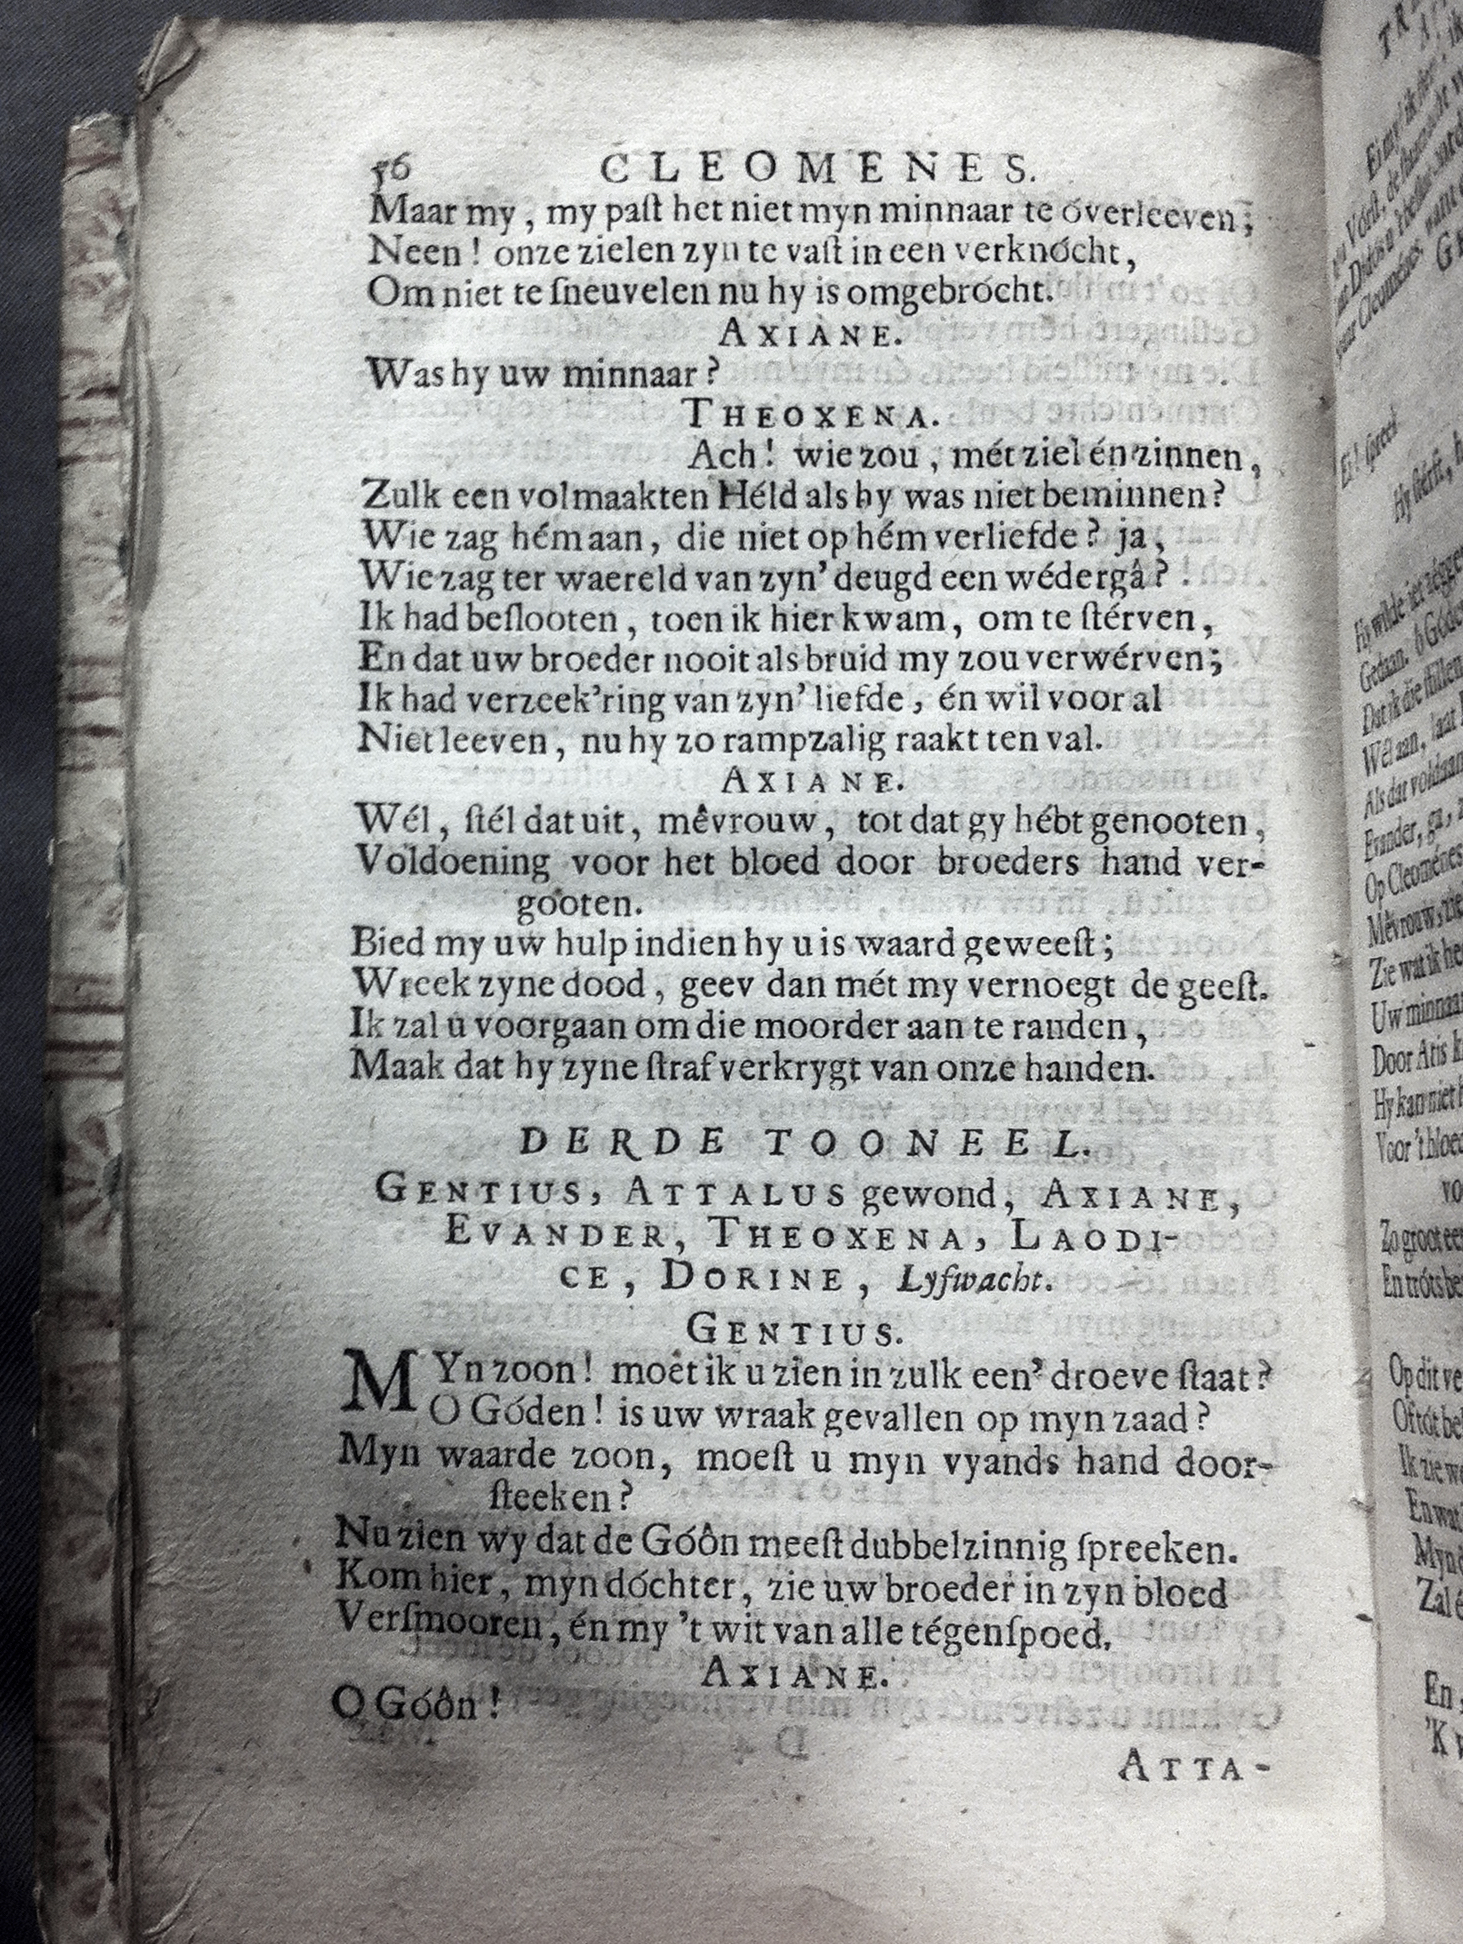 56 CLEOMENES.
Maar my, my paſt het niet myn minnaar te óverleeven;
Neen! onze zielen zyn te vaſt in een verknócht,
Om niet te ſneuvelen nu hy is omgebrócht.
AXIANE.
Was hy uw minnaar?
THEOXENA.
Ach! wie zou, mét ziel én zinnen,
Zulk een volmaakten Héld als hy was niet beminnen?
Wie zag hém aan, die niet op hém verliefde? ja,
Wie zag ter waereld van zyn' deugd een wédergâ?
Ik had beſlooten, toen ik hier kwam, om te ſtérven,
En dat uw broeder nooit als bruid my zou verwérven;
Ik had verzeek'ring van zyn' liefde, én wil voor al
Niet leeven, nu hy zo rampzalig raakt ten val.
AXIANE.
Wél, ſtél dat uit, mêvrouw, tot dat gy hébt genooten,
Voldoening voor het bloed door broeders hand ver-
gooten.
Bied my uw hulp indien hy u is waard geweeſt;
Wreek zyne dood, geev dan mét my vernoegt de geeſt.
Ik zal u voorgaan om die moorder aan te randen,
Maak dat hy zyne ſtraf verkrygt van onze handen.
DERDE TOONEEL.
GENTIUS, ATTALUS gewond, AXIANE,
EVANDER, THEOXENA, LAODI-
CE, DORINE, Lyfwacht.
GENTIUS.
MYn zoon! moet ik u zien in zulk een' droeve ſtaat?
O Góden! is uw wraak gevallen op myn zaad?
Myn waarde zoon, moeſt u myn vyands hand door-
ſteeken?
Nu zien wy dat de Góôn meeſt dubbelzinnig ſpreeken.
Kom hier, myn dóchter, zie uw broeder in zyn bloed
Verſmooren, én my 't wit van alle tégenſpoed.
AXIANE.
O Góôn!
ATTA-